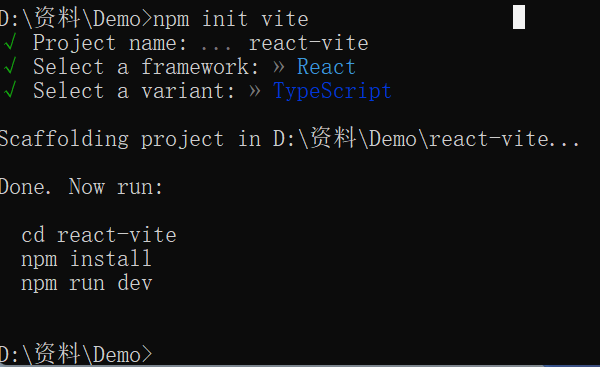 D:\资料\Demo>npm init vite
√ Project name: ... react-vite
√ Select a framework: » React
√ Select a variant: » TypeScript
Scaffolding project in D:\资料\Demo\react-vite...
Done. Now run:
cd react-vite
npm install
npm run dev
D:\资料\Demo>